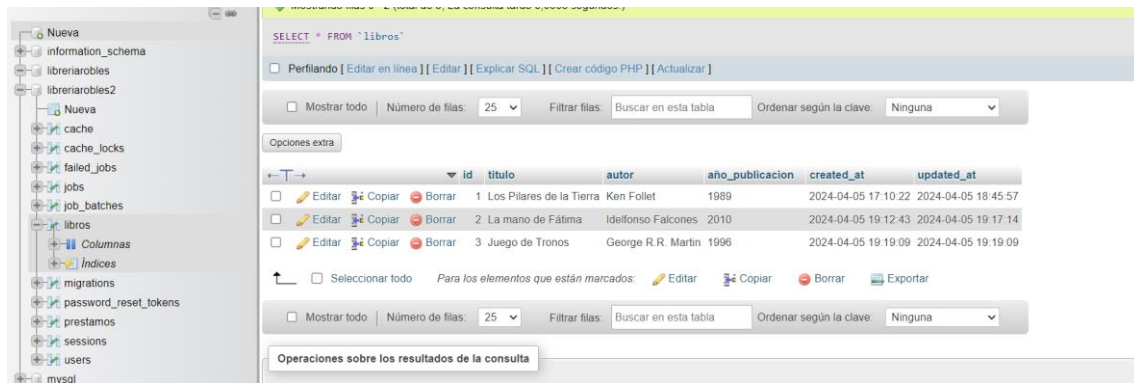 Nueva
information_schema
libreriarobles
libreriarobles2
Nueva
cache
cache_locks
failed_jobs
jobs
job_batches
libros
Columnas
Índices
migrations
password_reset_tokens
prestamos
sessions
users
mysql
SELECT * FROM `libros`
Perfilando [ Editar en línea ] [ Editar ] [ Explicar SQL ] [ Crear código PHP ] [ Actualizar ]
Mostrar todo | Número de filas: 25 Filtrar filas: Buscar en esta tabla Ordenar según la clave: Ninguna
Opciones extra
←T→ id titulo autor año_publicacion created_at updated_at
Editar Copiar Borrar 1 Los Pilares de la Tierra Ken Follet 1989 2024-04-05 17:10:22 2024-04-05 18:45:57
Editar Copiar Borrar 2 La mano de Fátima Idelfonso Falcones 2010 2024-04-05 19:12:43 2024-04-05 19:17:14
Editar Copiar Borrar 3 Juego de Tronos George R.R. Martin 1996 2024-04-05 19:19:09 2024-04-05 19:19:09
Seleccionar todo Para los elementos que están marcados: Editar Copiar Borrar Exportar
Mostrar todo | Número de filas: 25 Filtrar filas: Buscar en esta tabla Ordenar según la clave: Ninguna
Operaciones sobre los resultados de la consulta